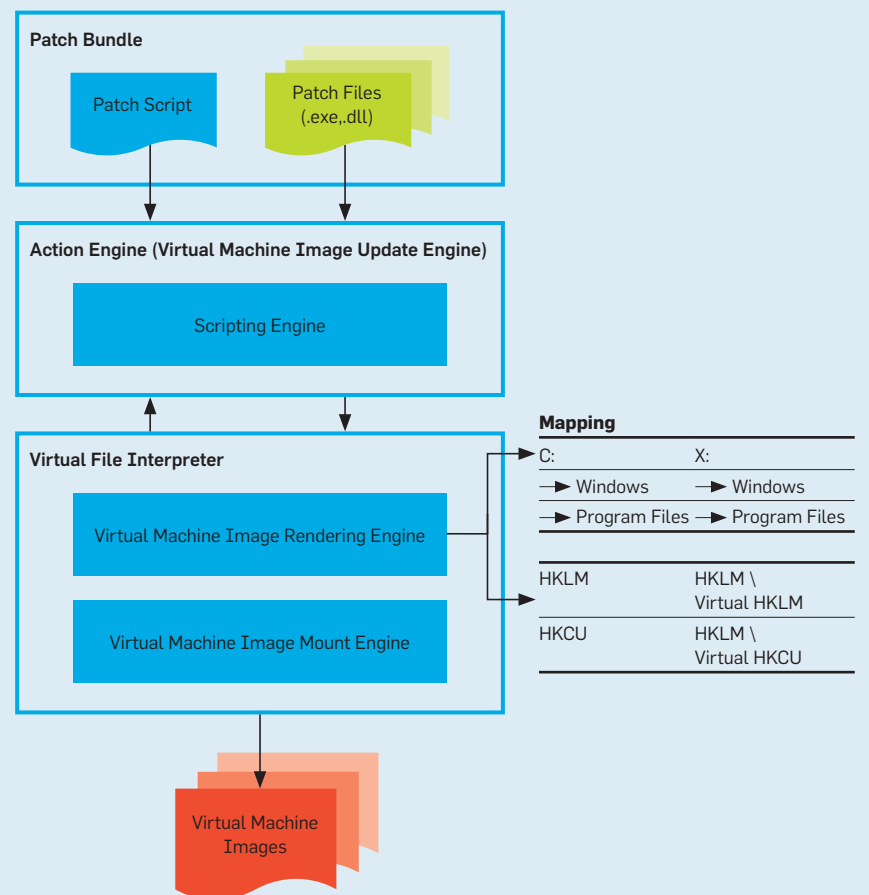 Patch Bundle
Patch Script
Patch Files
(.exe,.dll)
Action Engine (Virtual Machine Image Update Engine)
Scripting Engine
Virtual File Interpreter
Virtual Machine Image Rendering Engine
Virtual Machine Image Mount Engine
Virtual Machine
Images
Mapping
C: X:
Windows Windows
Program Files Program Files
HKLM HKLM \
Virtual HKLM
HKCU HKLM \
Virtual HKCU